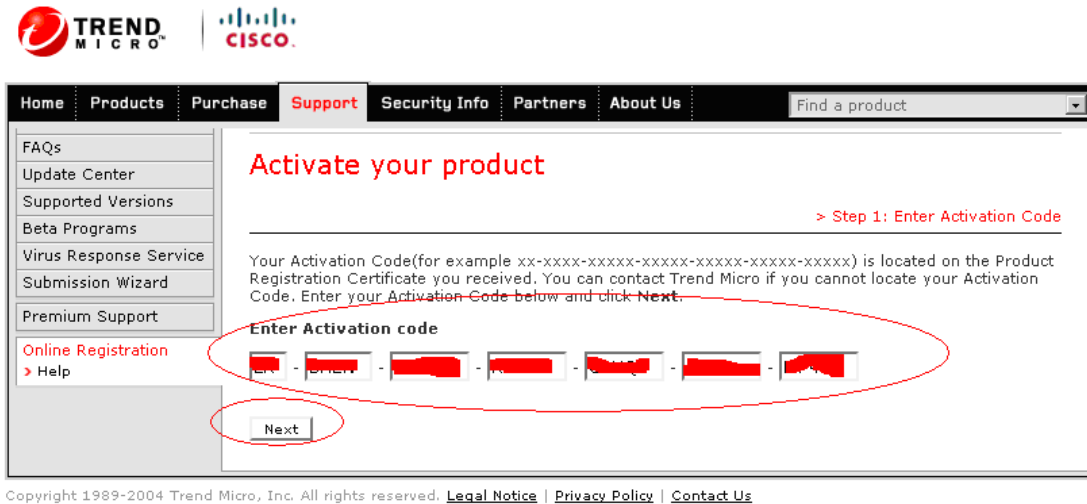 TREND
MICRO™
CISCO.
Home Products Purchase Support Security Info Partners About Us Find a product
FAQs
Update Center
Supported Versions
Beta Programs
Virus Response Service
Submission Wizard
Premium Support
Online Registration
> Help
Activate your product
> Step 1: Enter Activation Code
Your Activation Code(for example xx-xxxx-xxxxx-xxxxx-xxxxx-xxxxx-xxxxx) is located on the Product
Registration Certificate you received. You can contact Trend Micro if you cannot locate your Activation
Code. Enter your Activation Code below and click Next.
Enter Activation code
- - - - - -
Next
Copyright 1989-2004 Trend Micro, Inc. All rights reserved. Legal Notice | Privacy Policy | Contact Us